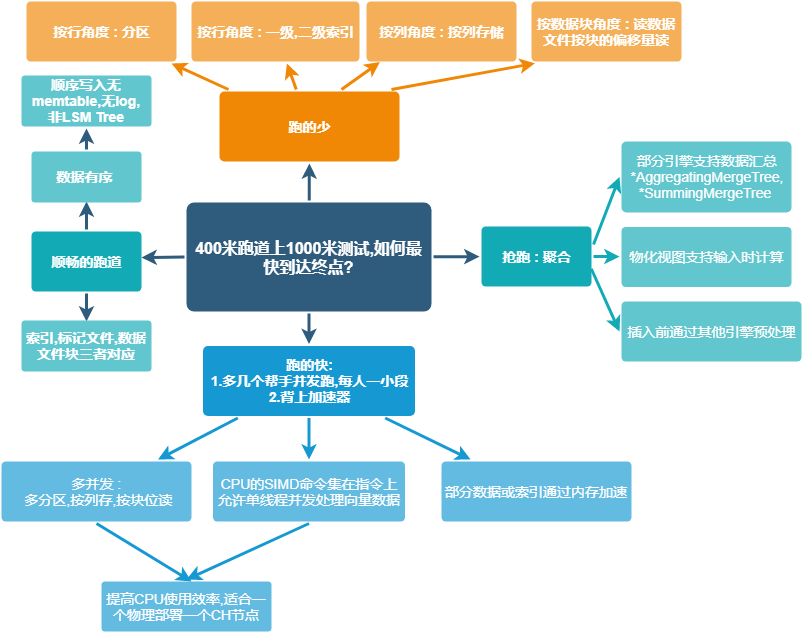 按行角度：分区
按行角度：一级,二级索引
按列角度：按列存储
按数据块角度：读数据
文件按块的偏移量读
顺序写入无
memtable,无log,
非LSM Tree
跑的少
数据有序
部分引擎支持数据汇总
*AggregatingMergeTree,
*SummingMergeTree
400米跑道上1000米测试,如何最
快到达终点?
顺畅的跑道
抢跑：聚合
物化视图支持输入时计算
索引,标记文件,数据
文件块三者对应
插入前通过其他引擎预处理
跑的快:
1.多几个帮手并发跑,每人一小段
2.背上加速器
多并发：
多分区,按列存,按块位读
CPU的SIMD命令集在指令上
允许单线程并发处理向量数据
部分数据或索引通过内存加速
提高CPU使用效率,适合一
个物理部署一个CH节点